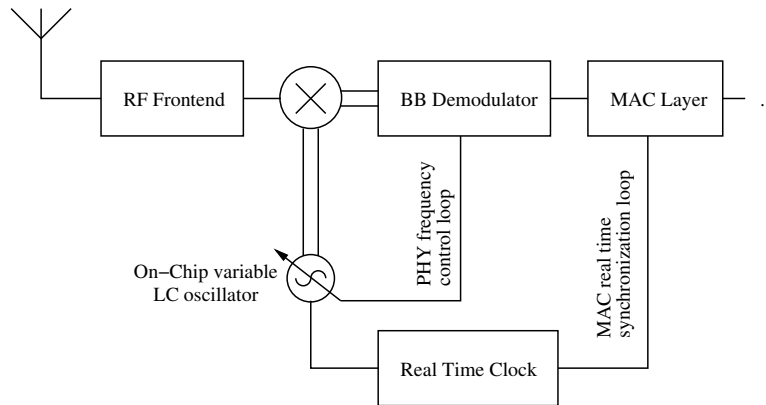 RF Frontend
BB Demodulator
MAC Layer
.
PHY frequency
control loop
MAC real time
synchronization loop
On−Chip variable
LC oscillator
Real Time Clock